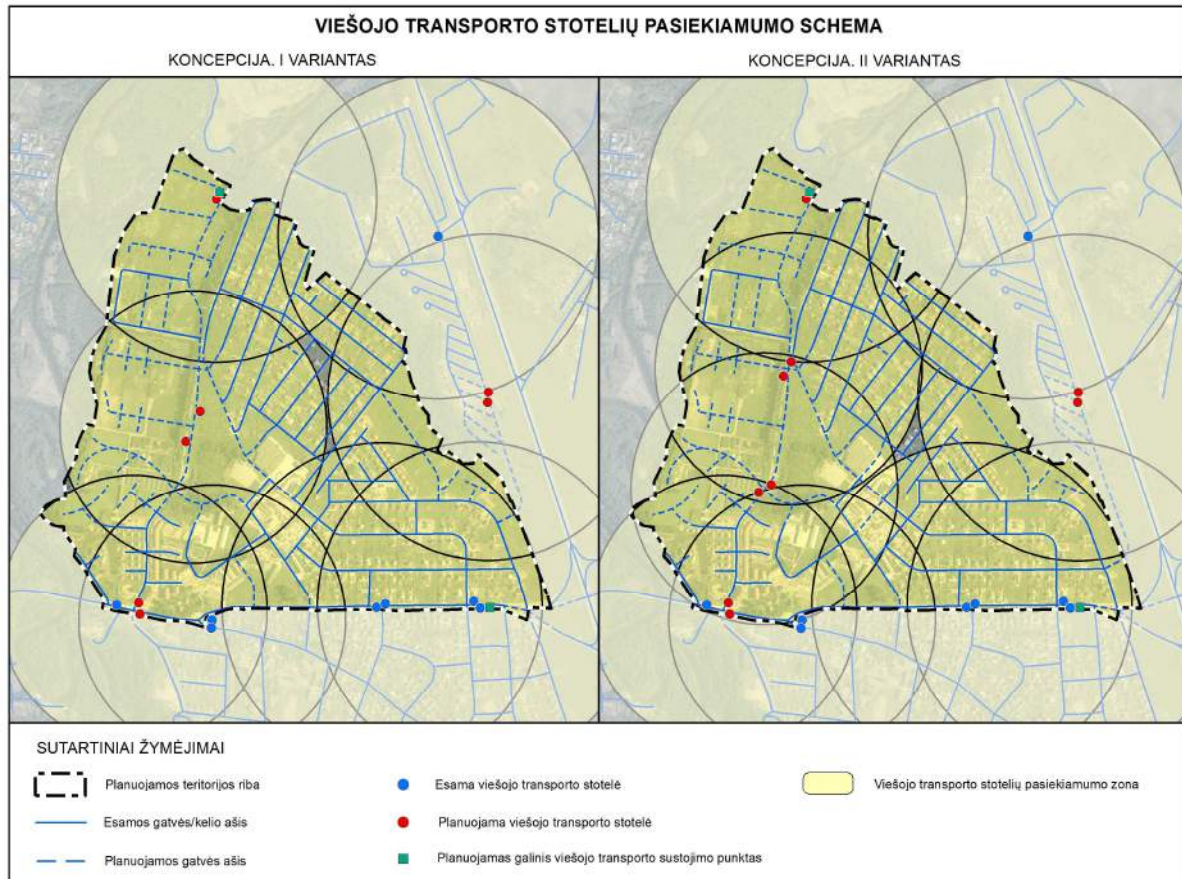 VIEŠOJO TRANSPORTO STOTELIŲ PASIEKIAMUMO SCHEMA
KONCEPCIJA. I VARIANTAS
KONCEPCIJA. II VARIANTAS
SUTARTINIAI ŽYMĖJIMAI
Planuojamos teritorijos riba
Esamos gatvės/kelio ašis
Planuojamos gatvės ašis
Esama viešojo transporto stotelė
Planuojama viešojo transporto stotelė
Planuojamas galinis viešojo transporto sustojimo punktas
Viešojo transporto stotelių pasiekiamumo zona